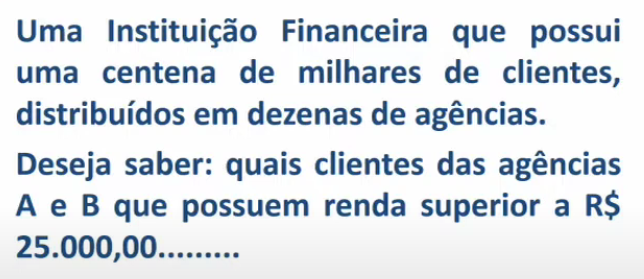 Uma Instituição Financeira que possui
uma centena de milhares de clientes,
distribuídos em dezenas de agências.
Deseja saber: quais clientes das agências
A e B que possuem renda superior a R$
25.000,00.........